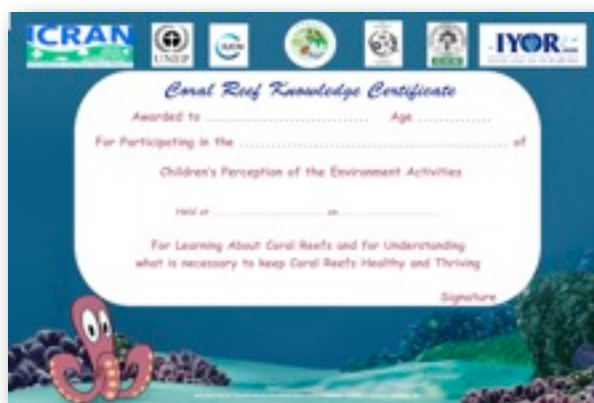 ICRAN
UNEP
IYOR
Coral Reef Knowledge Certificate
Awarded to ........................ Age ............
For Participating in the ................................................ of
Children's Perception of the Environment Activities
Held at ........................ on ........................
For Learning About Coral Reefs and for Understanding
what is necessary to keep Coral Reefs Healthy and Thriving
Signature